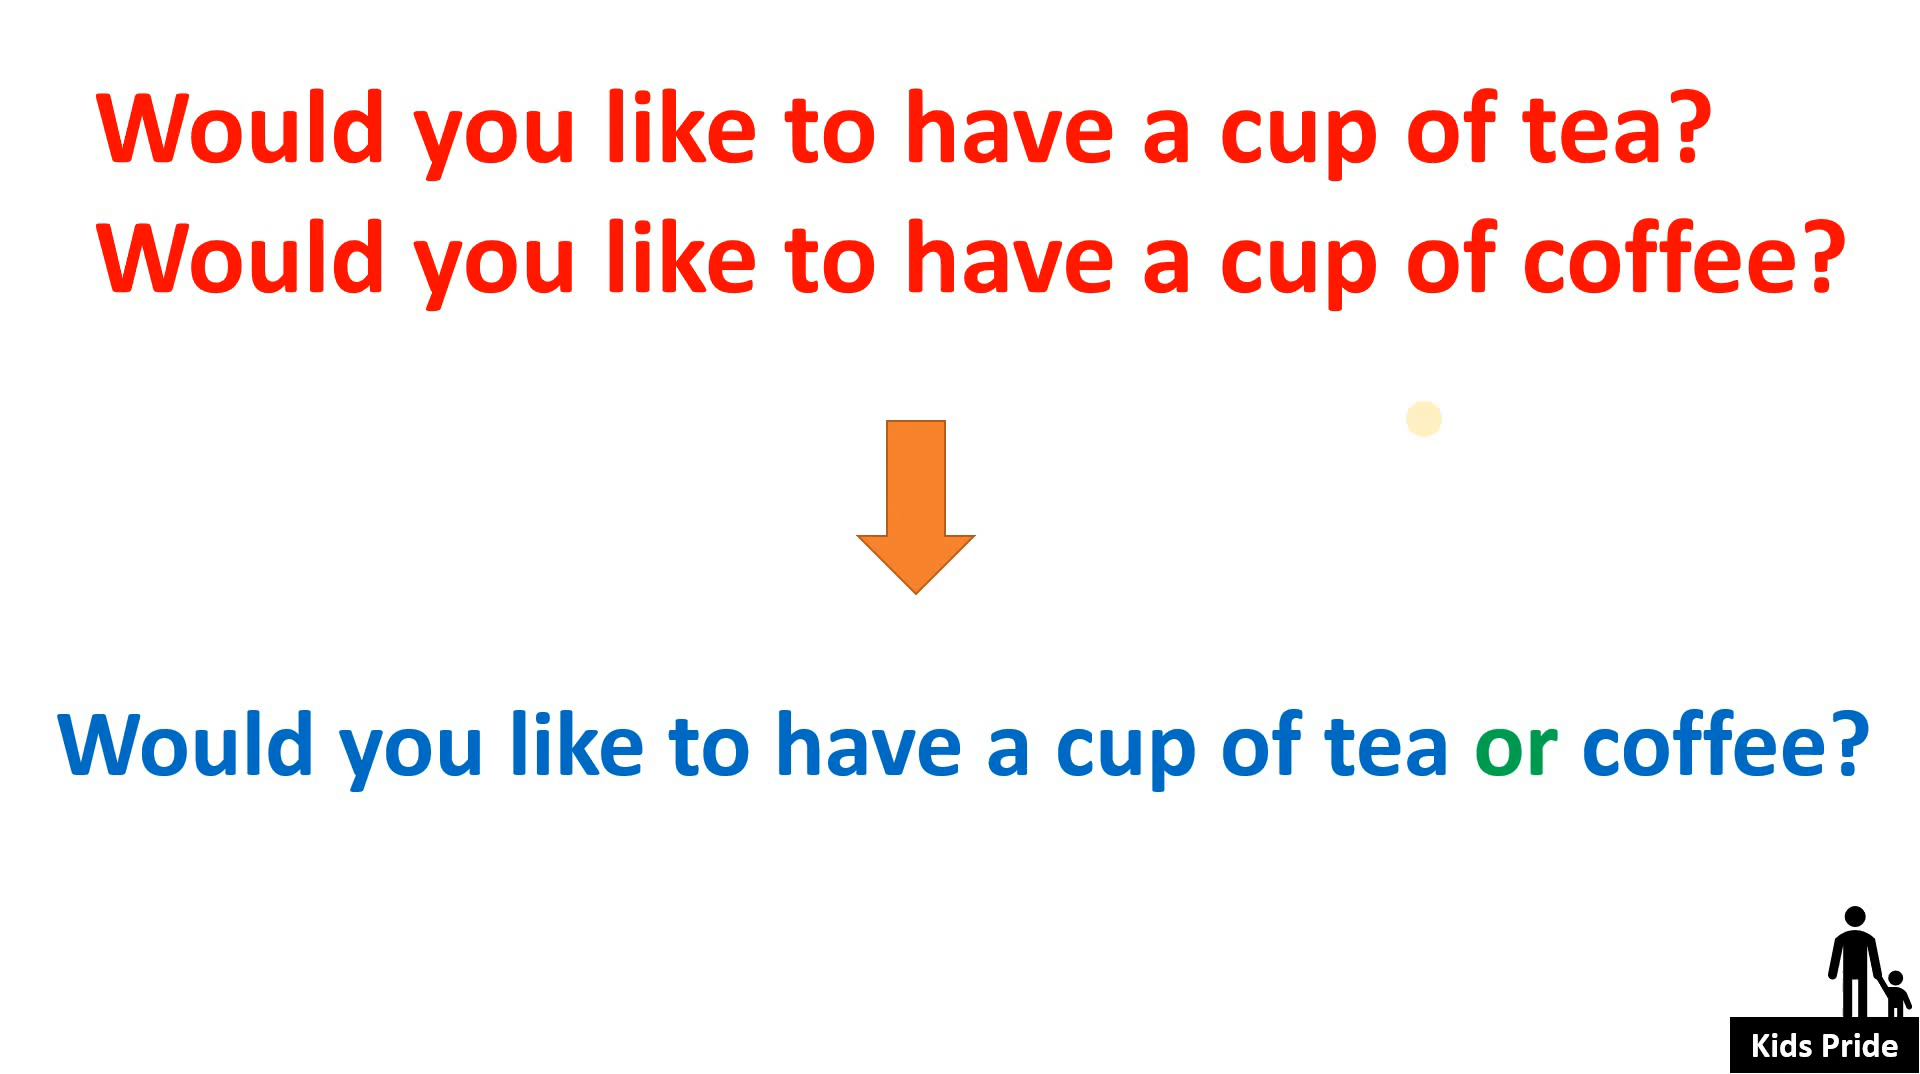 Would you like to have a cup of tea?
Would you like to have a cup of coffee?
Would you like to have a cup of tea or coffee?
Kids Pride